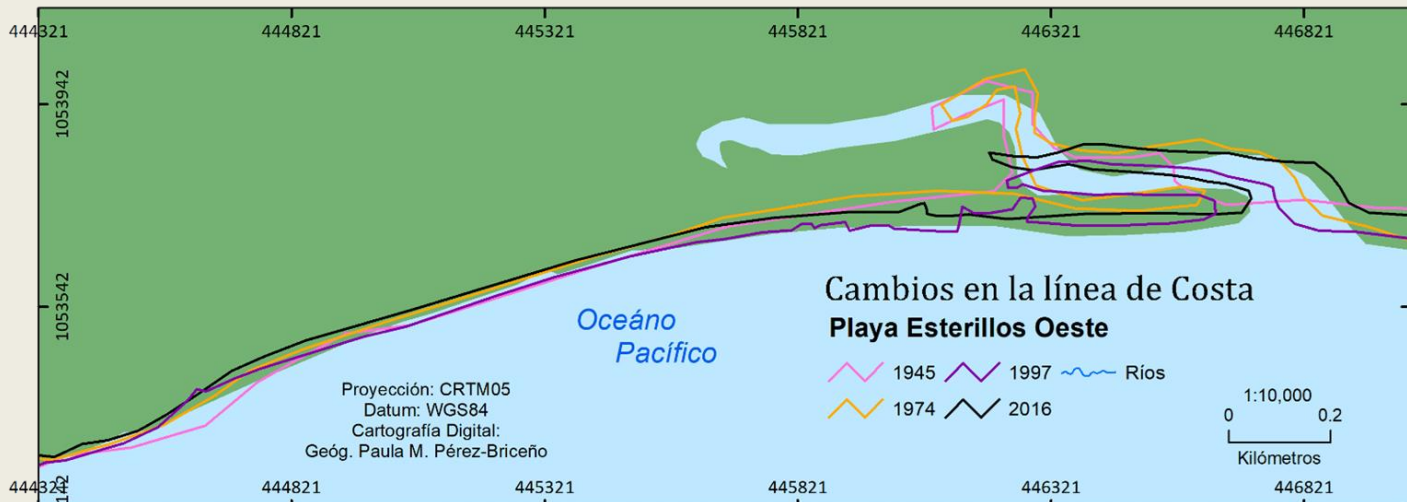 444321 444821 445321 445821 446321 446821
1053942
1053542
Oceáno
Pacífico
Cambios en la línea de Costa
Playa Esterillos Oeste
1945 1997 Ríos
1974 2016
Proyección: CRTM05
Datum: WGS84
Cartografía Digital:
Geóg. Paula M. Pérez-Briceño
1:10,000
0 0.2
Kilómetros
444321 444821 445321 445821 446321 446821